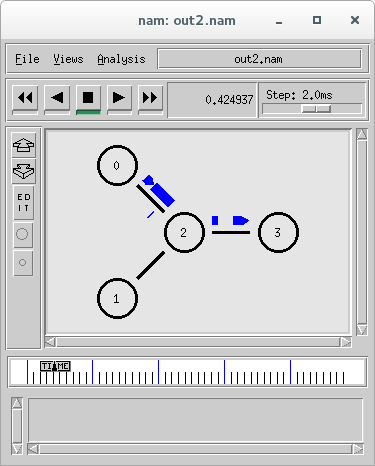 nam: out2.nam
File Views Analysis out2.nam
0.424937 Step: 2.0ms
ED
IT
0
2
3
1
TIME